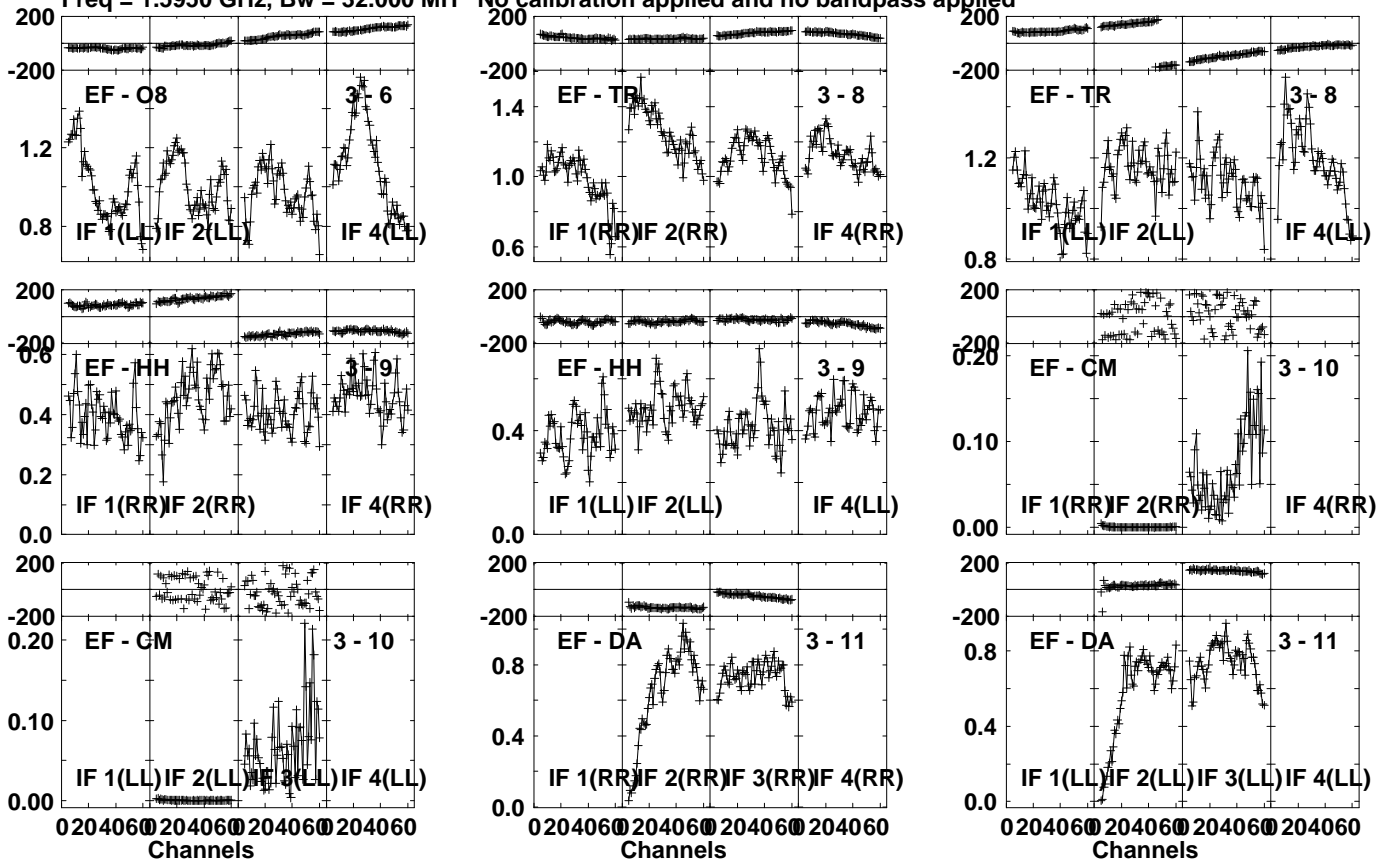 Freq = 1.5950 GHz, Bw = 32.000 MH No calibration applied and no bandpass applied
200
-200
EF - O8 3 - 6
1.2
0.8
IF 1(LL) IF 2(LL) IF 4(LL)
200
-200
EF - TR 3 - 8
1.4
1.0
0.6
IF 1(RR) IF 2(RR) IF 4(RR)
200
-200
EF - TR 3 - 8
1.2
0.8
IF 1(LL) IF 2(LL) IF 4(LL)
200
-200
EF - HH 3 - 9
0.6
0.4
0.2
0.0
IF 1(RR) IF 2(RR) IF 4(RR)
200
-200
EF - HH 3 - 9
0.4
0.0
IF 1(LL) IF 2(LL) IF 4(LL)
200
-200
EF - CM 3 - 10
0.20
0.10
0.00
IF 1(RR) IF 2(RR) IF 4(RR)
200
-200
EF - CM 3 - 10
0.20
0.10
0.00
IF 1(LL) IF 2(LL) IF 3(LL) IF 4(LL)
0 20 40 60 0 20 40 60 0 20 40 60 0 20 40 60
Channels
200
-200
EF - DA 3 - 11
0.8
0.4
0.0
IF 1(RR) IF 2(RR) IF 3(RR) IF 4(RR)
0 20 40 60 0 20 40 60 0 20 40 60 0 20 40 60
Channels
200
-200
EF - DA 3 - 11
0.8
0.4
0.0
IF 1(LL) IF 2(LL) IF 3(LL) IF 4(LL)
0 20 40 60 0 20 40 60 0 20 40 60 0 20 40 60
Channels